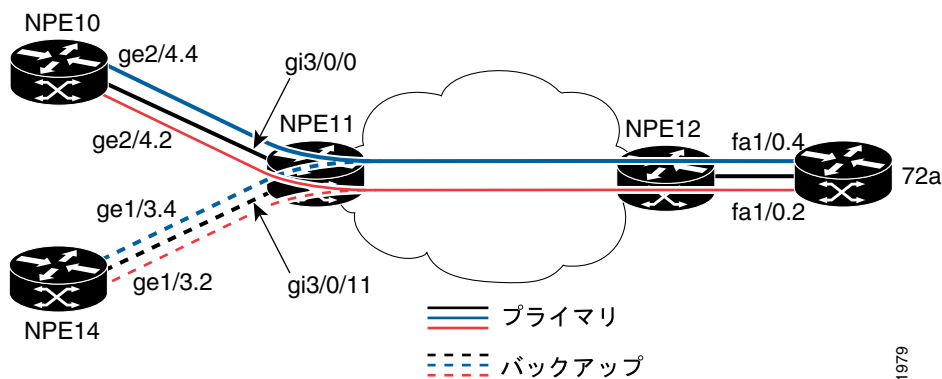 NPE10
ge2/4.4
gi3/0/0
ge2/4.2
NPE11
NPE12
fa1/0.4
72a
fa1/0.2
ge1/3.4
ge1/3.2
gi3/0/11
NPE14
プライマリ
バックアップ
1979